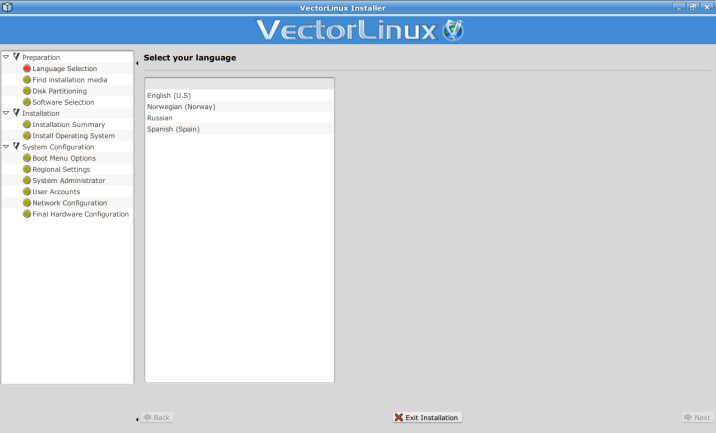 VectorLinux Installer
VectorLinux
Preparation
Language Selection
Find installation media
Disk Partitioning
Software Selection
Installation
Installation Summary
Install Operating System
System Configuration
Boot Menu Options
Regional Settings
System Administrator
User Accounts
Network Configuration
Final Hardware Configuration
Select your language
English (U.S)
Norwegian (Norway)
Russian
Spanish (Spain)
Back
Exit Installation
Next